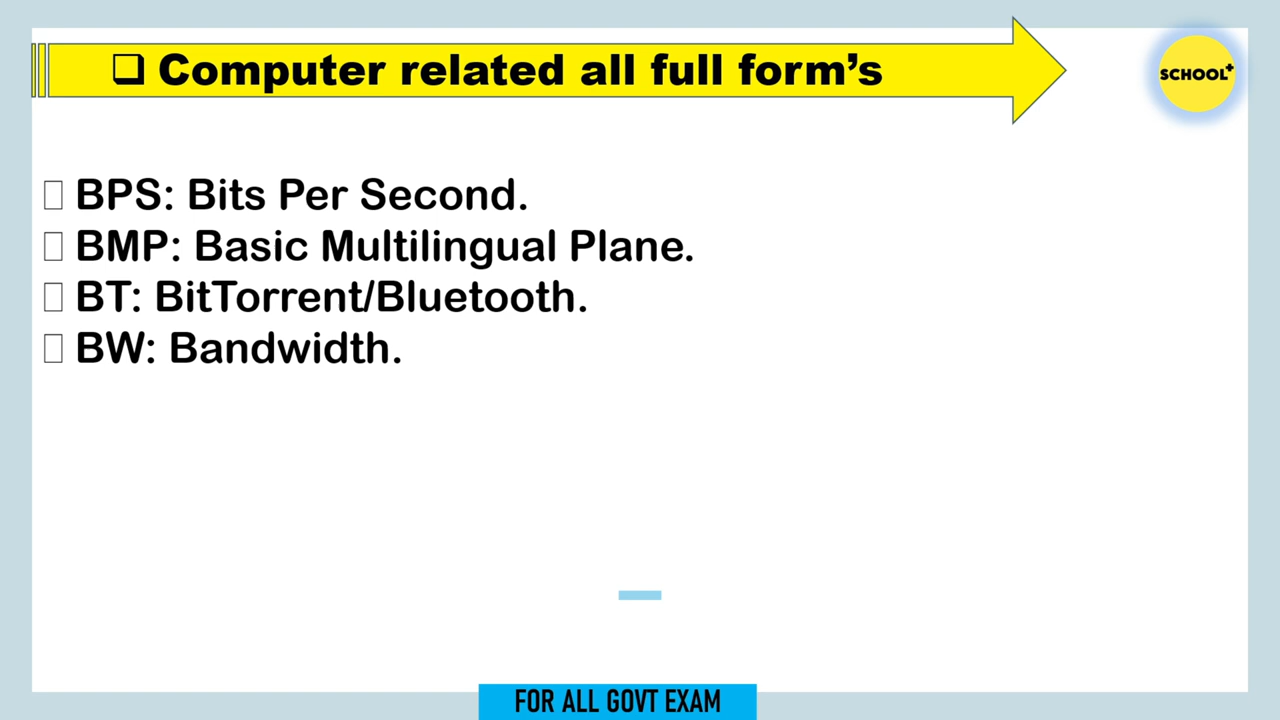 ❑ Computer related all full form’s
SCHOOL+
BPS: Bits Per Second.
BMP: Basic Multilingual Plane.
BT: BitTorrent/Bluetooth.
BW: Bandwidth.
FOR ALL GOVT EXAM